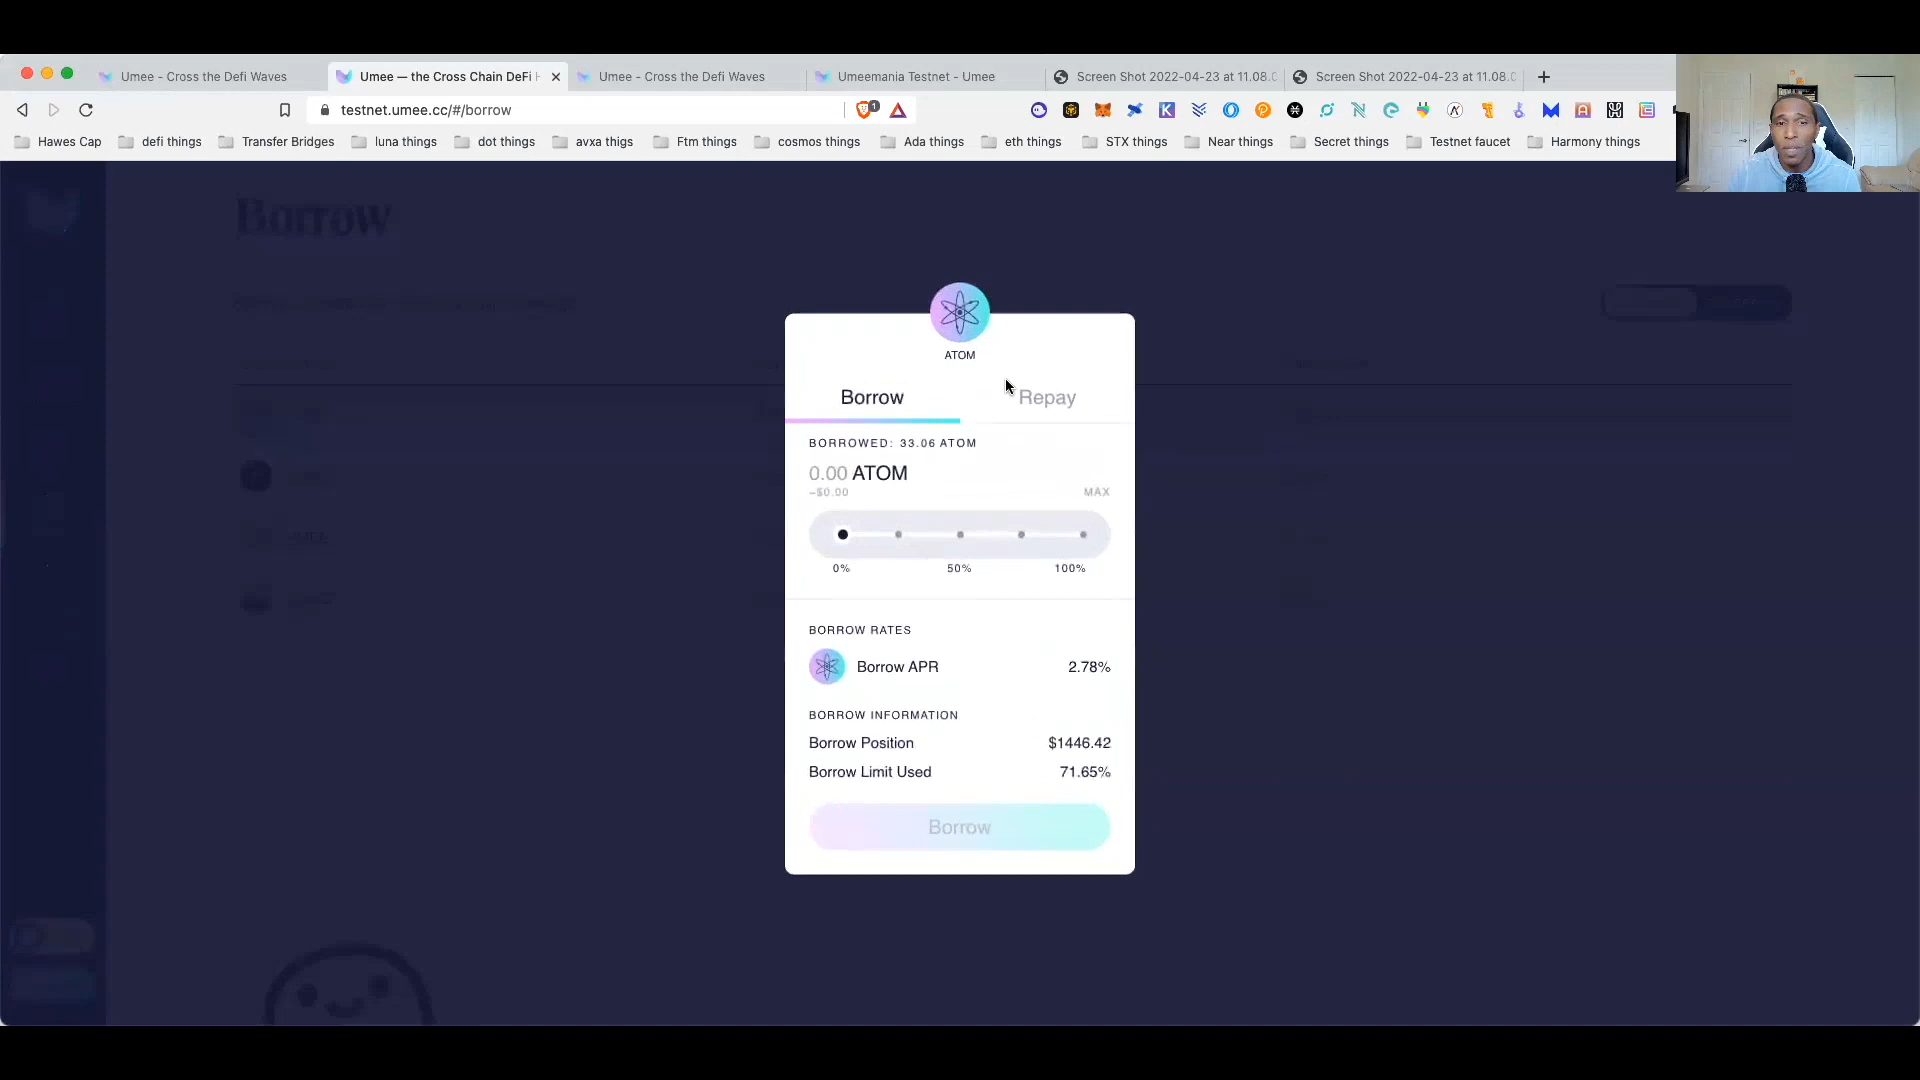 Umee - Cross the Defi Waves
Umee — the Cross Chain DeFi H
Umee - Cross the Defi Waves
Umeemania Testnet - Umee
Screen Shot 2022-04-23 at 11.08.0
Screen Shot 2022-04-23 at 11.08.0
testnet.umee.cc/#/borrow
1
Hawes Cap
defi things
Transfer Bridges
luna things
dot things
avxa thigs
Ftm things
cosmos things
Ada things
eth things
STX things
Near things
Secret things
Testnet faucet
Harmony things
Borrow
ATOM
Borrow
Repay
BORROWED: 33.06 ATOM
0.00 ATOM
~$0.00
MAX
0%
50%
100%
BORROW RATES
Borrow APR
2.78%
BORROW INFORMATION
Borrow Position
$1446.42
Borrow Limit Used
71.65%
Borrow
UMEE